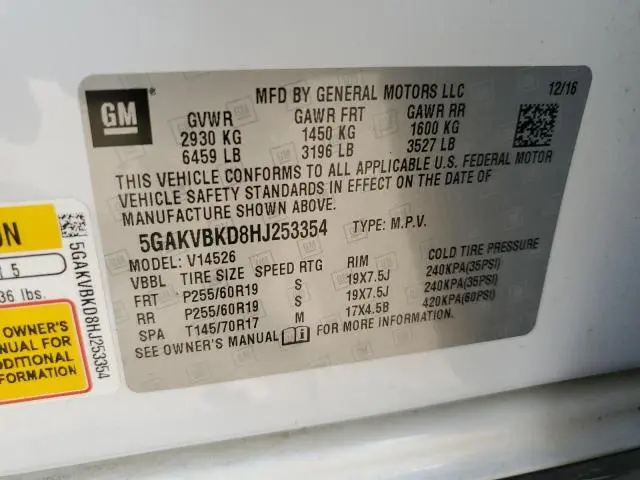 GM
MFD BY GENERAL MOTORS LLC 12/16
GVWR GAWR FRT GAWR RR
2930 KG 1450 KG 1600 KG
6459 LB 3196 LB 3527 LB
THIS VEHICLE CONFORMS TO ALL APPLICABLE U.S. FEDERAL MOTOR
VEHICLE SAFETY STANDARDS IN EFFECT ON THE DATE OF
MANUFACTURE SHOWN ABOVE.
5GAKVBKD8HJ253354 TYPE: M.P.V.
MODEL: V14526
VBBL TIRE SIZE SPEED RTG RIM COLD TIRE PRESSURE
FRT P255/60R19 S 19X7.5J 240KPA(35PSI)
RR P255/60R19 S 19X7.5J 240KPA(35PSI)
SPA T145/70R17 M 17X4.5B 420KPA(60PSI)
SEE OWNER'S MANUAL FOR MORE INFORMATION.
5GAKVBKD8HJ253354
5
36 lbs.
OWNER'S
FOR